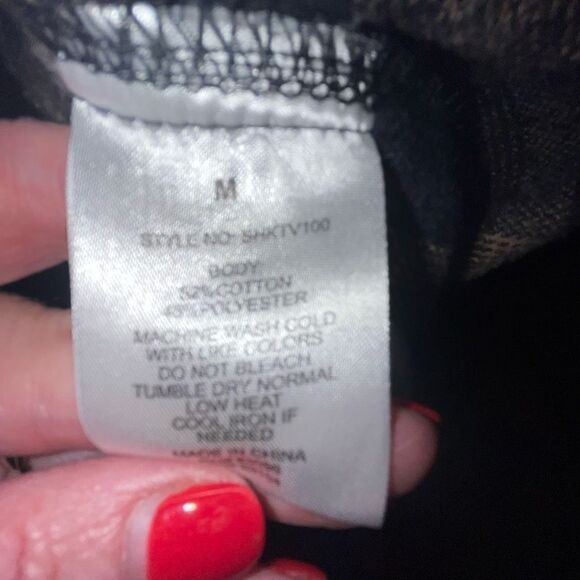 M
STYLE NO: SHKTV100
BODY:
52%COTTON
48%POLYESTER
MACHINE WASH COLD
WITH LIKE COLORS
DO NOT BLEACH
TUMBLE DRY NORMAL
LOW HEAT
COOL IRON IF
NEEDED
MADE IN CHINA